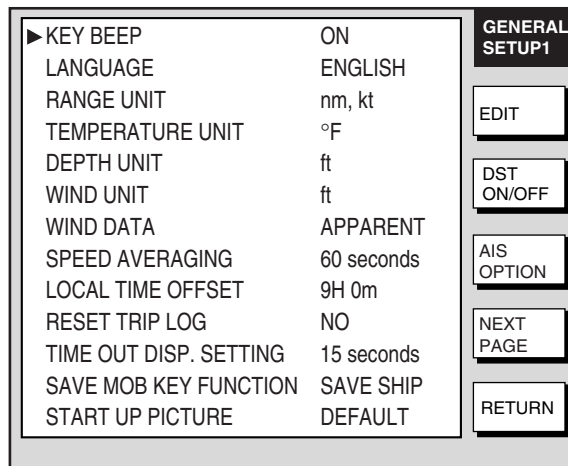 ▶KEY BEEP ON
LANGUAGE ENGLISH
RANGE UNIT nm, kt
TEMPERATURE UNIT °F
DEPTH UNIT ft
WIND UNIT ft
WIND DATA APPARENT
SPEED AVERAGING 60 seconds
LOCAL TIME OFFSET 9H 0m
RESET TRIP LOG NO
TIME OUT DISP. SETTING 15 seconds
SAVE MOB KEY FUNCTION SAVE SHIP
START UP PICTURE DEFAULT
GENERAL
SETUP1
EDIT
DST
ON/OFF
AIS
OPTION
NEXT
PAGE
RETURN